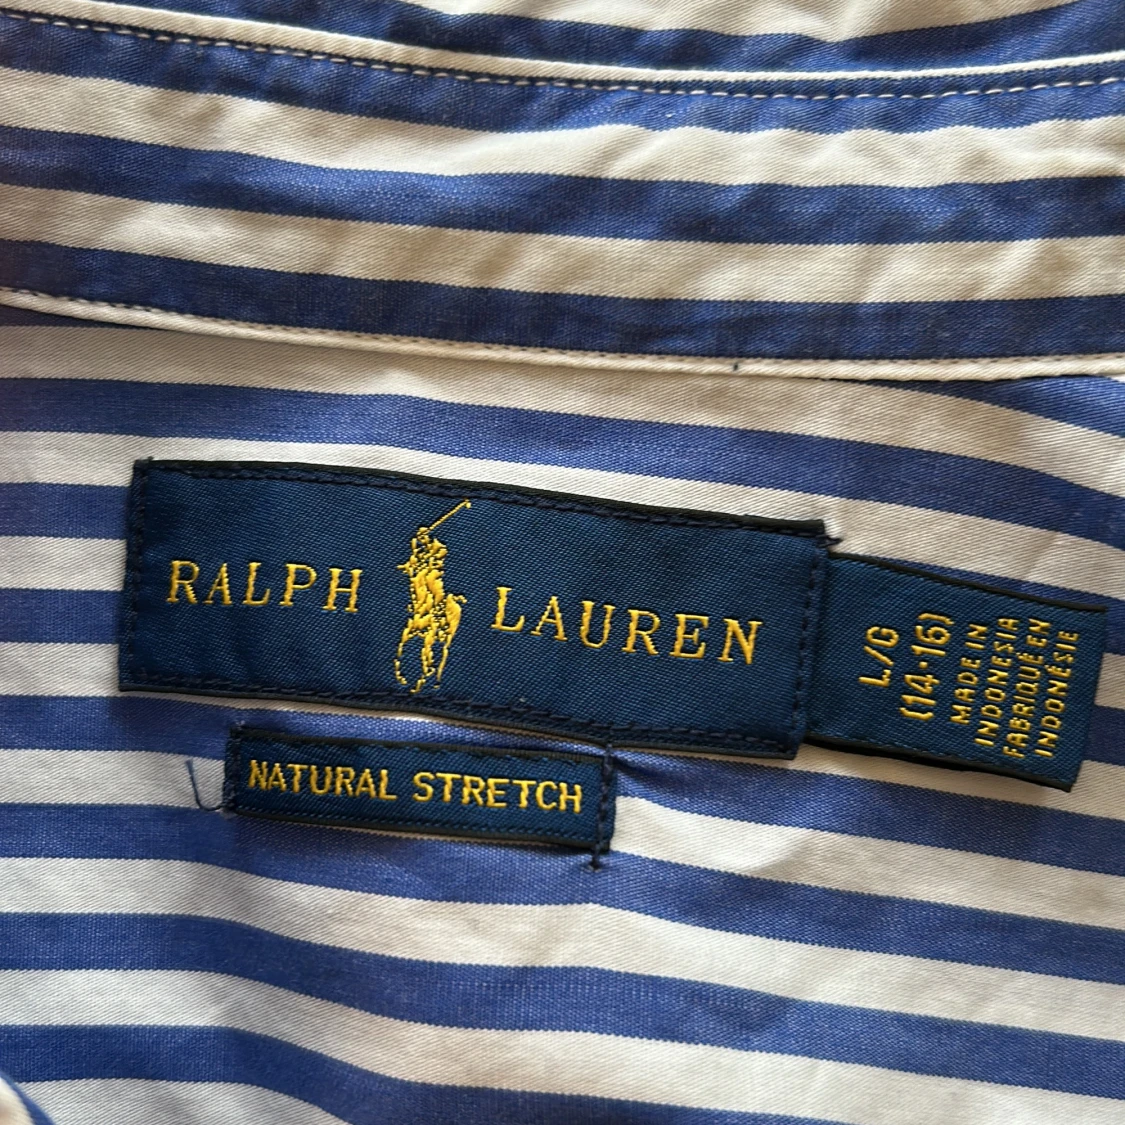 RALPH LAUREN
L/G
(14-16)
MADE IN
INDONESIA
FABRIQUÉ EN
INDONÉSIE
NATURAL STRETCH